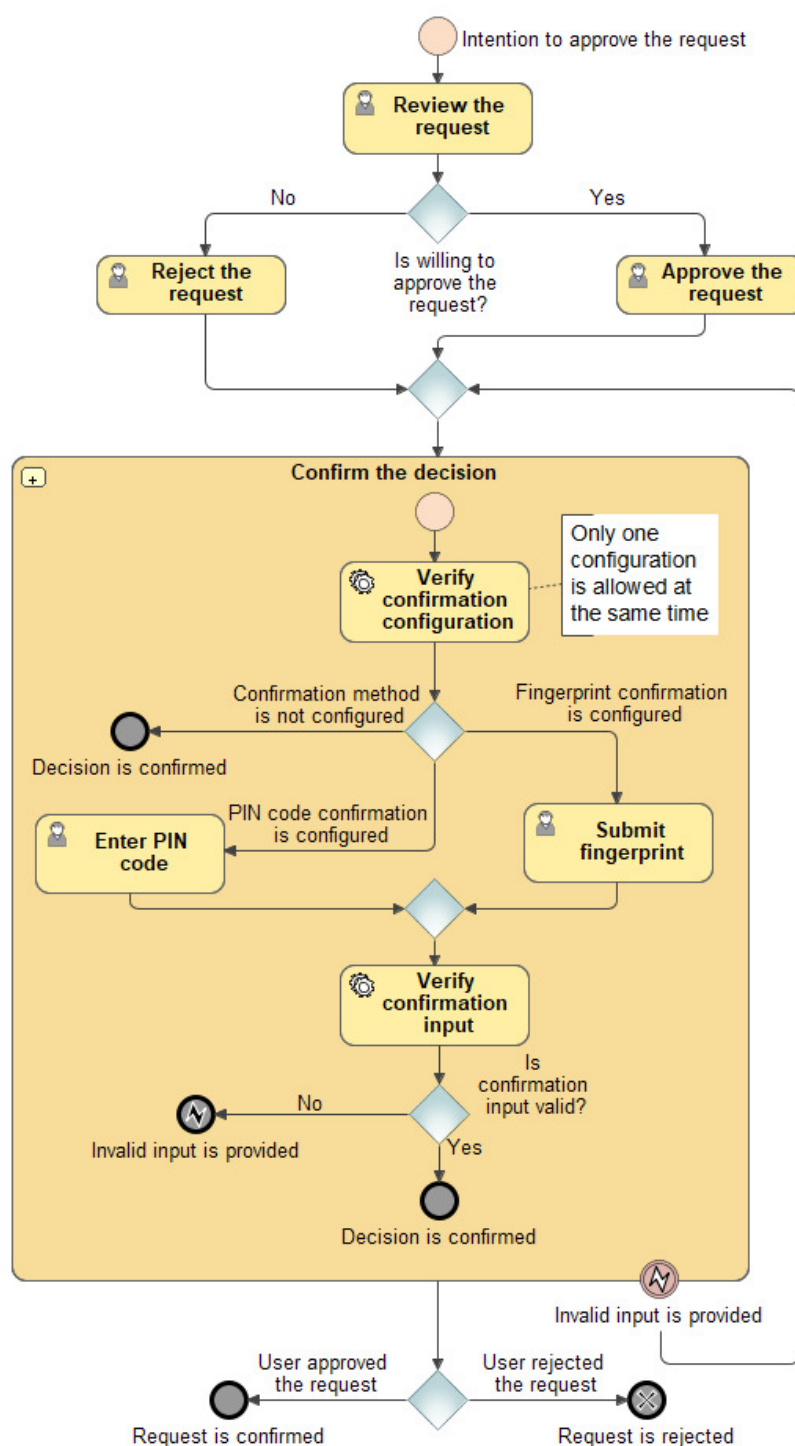 Intention to approve the request
Review the
request
No
Yes
Is willing to
approve the
request?
Reject the
request
Approve the
request
Confirm the decision
+
Verify
confirmation
configuration
Only one
configuration
is allowed at
the same time
Confirmation method
is not configured
Fingerprint confirmation
is configured
Decision is confirmed
PIN code confirmation
is configured
Enter PIN
code
Submit
fingerprint
Verify
confirmation
input
Is
confirmation
input valid?
No
Invalid input is provided
Yes
Decision is confirmed
Invalid input is provided
User approved
the request
User rejected
the request
Request is confirmed
Request is rejected